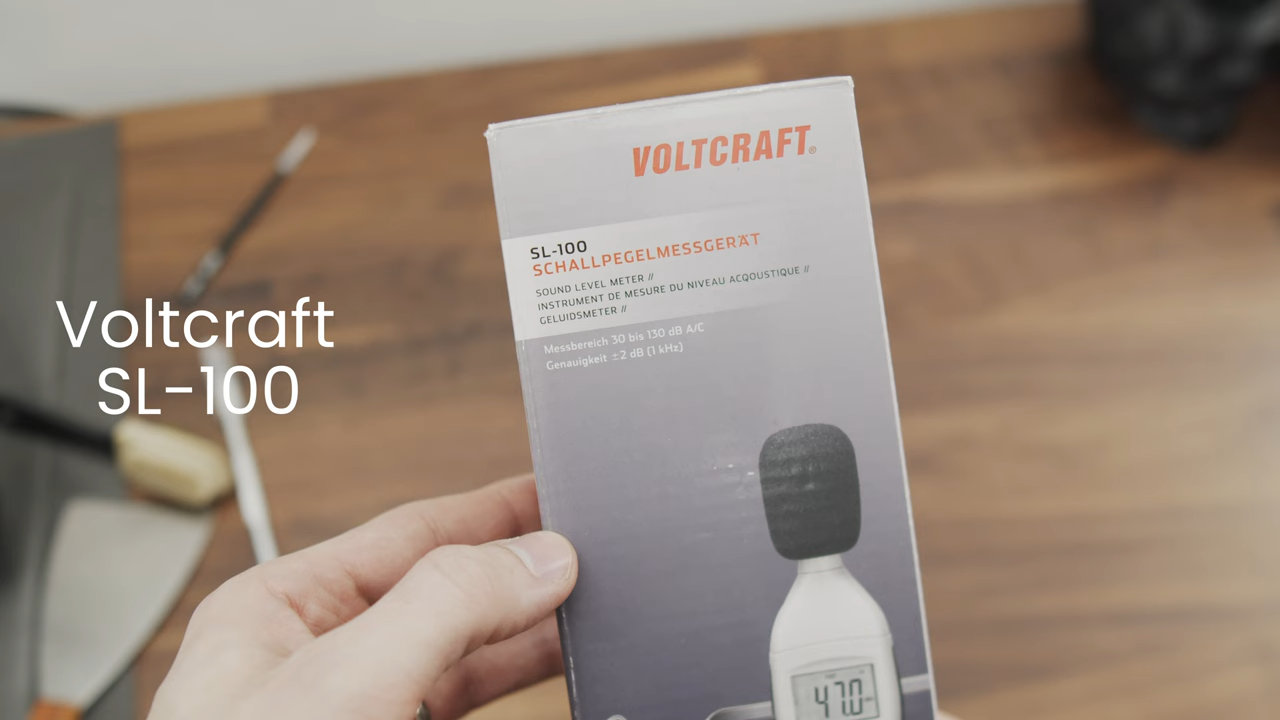 VOLTCRAFT®
SL-100
SCHALLPEGELMESSGERÄT
SOUND LEVEL METER //
INSTRUMENT DE MESURE DU NIVEAU ACQOUSTIQUE //
GELUIDSMETER //
Messbereich 30 bis 130 dB A/C
Genauigkeit ±2 dB (1 kHz)
Voltcraft
SL-100
47.0